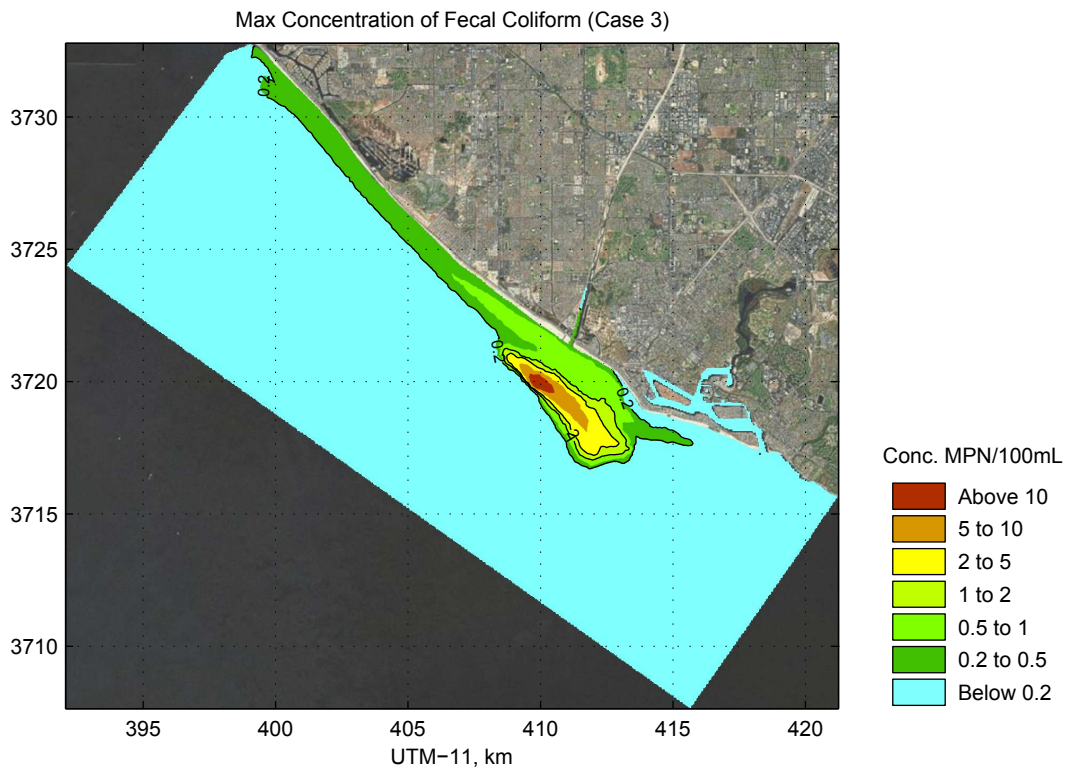 Max Concentration of Fecal Coliform (Case 3)
3730
3725
3720
3715
3710
395
400
405
410
415
420
UTM−11, km
0.2
0.2
0.2
2
Conc. MPN/100mL
Above 10
5 to 10
2 to 5
1 to 2
0.5 to 1
0.2 to 0.5
Below 0.2